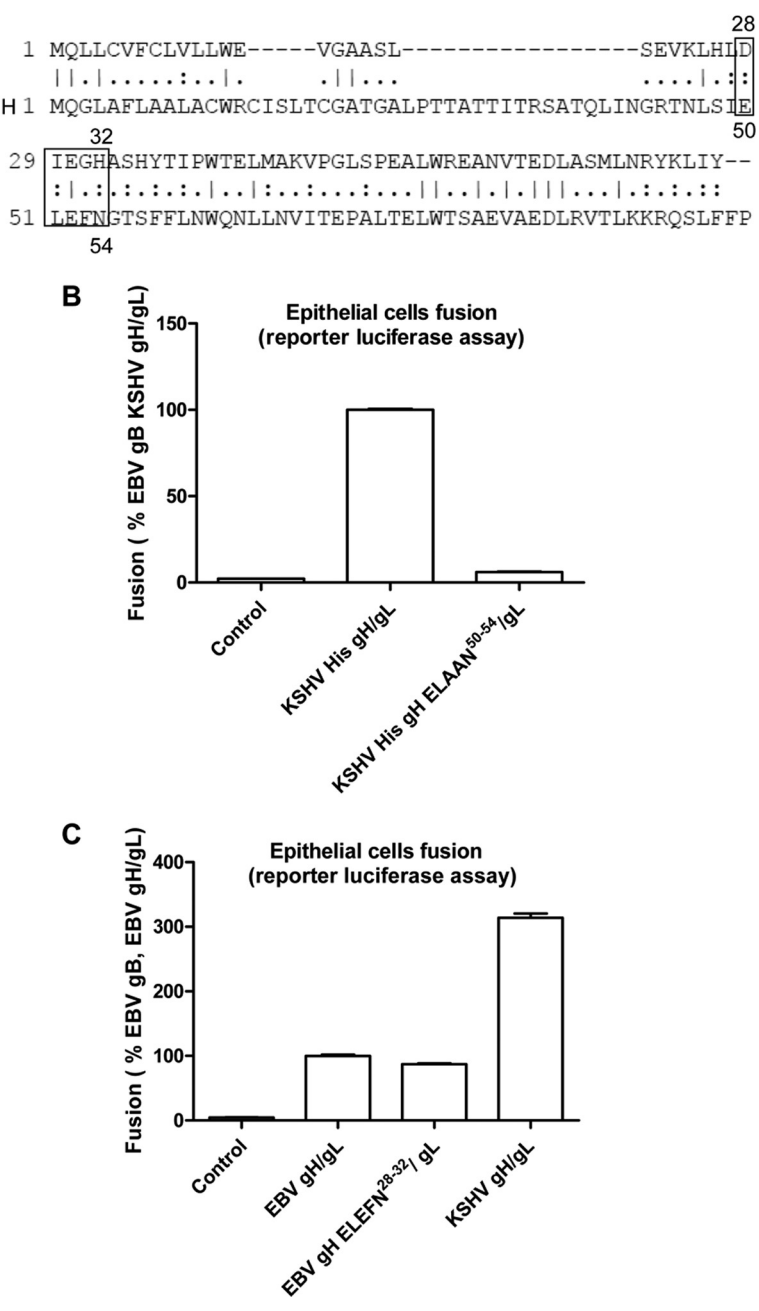 28
1 MQLLCVFCLVLLWE-----VGAASL-----------------SEVKLHLD
||.|.....:..|. .||... ....|.::
H 1 MQGLAFLAALACWRCISLTCGATGALPTTATTITRSATQLINGRTNLSIE
32 50
29 IEGHASHYTIPWTELMAKVPGLSPEALWREANVTEDLASMLNRYKLIY--
:|.:.:.:..|..|.:..:.....||...|.|||...|.:.:.::
51 LEFNGTSFFLNWQNLLNVITEPALTELWTSAEVAEDLRVTLKKRQSLFFP
54
B
Epithelial cells fusion
(reporter luciferase assay)
Fusion ( % EBV gB KSHV gH/gL)
150
100
50
0
Control
KSHV His gH/gL
KSHV His gH ELAAN50-54/gL
C
Epithelial cells fusion
(reporter luciferase assay)
Fusion ( % EBV gB, EBV gH/gL)
400
300
200
100
0
Control
EBV gH/gL
EBV gH ELEFN28-32/ gL
KSHV gH/gL